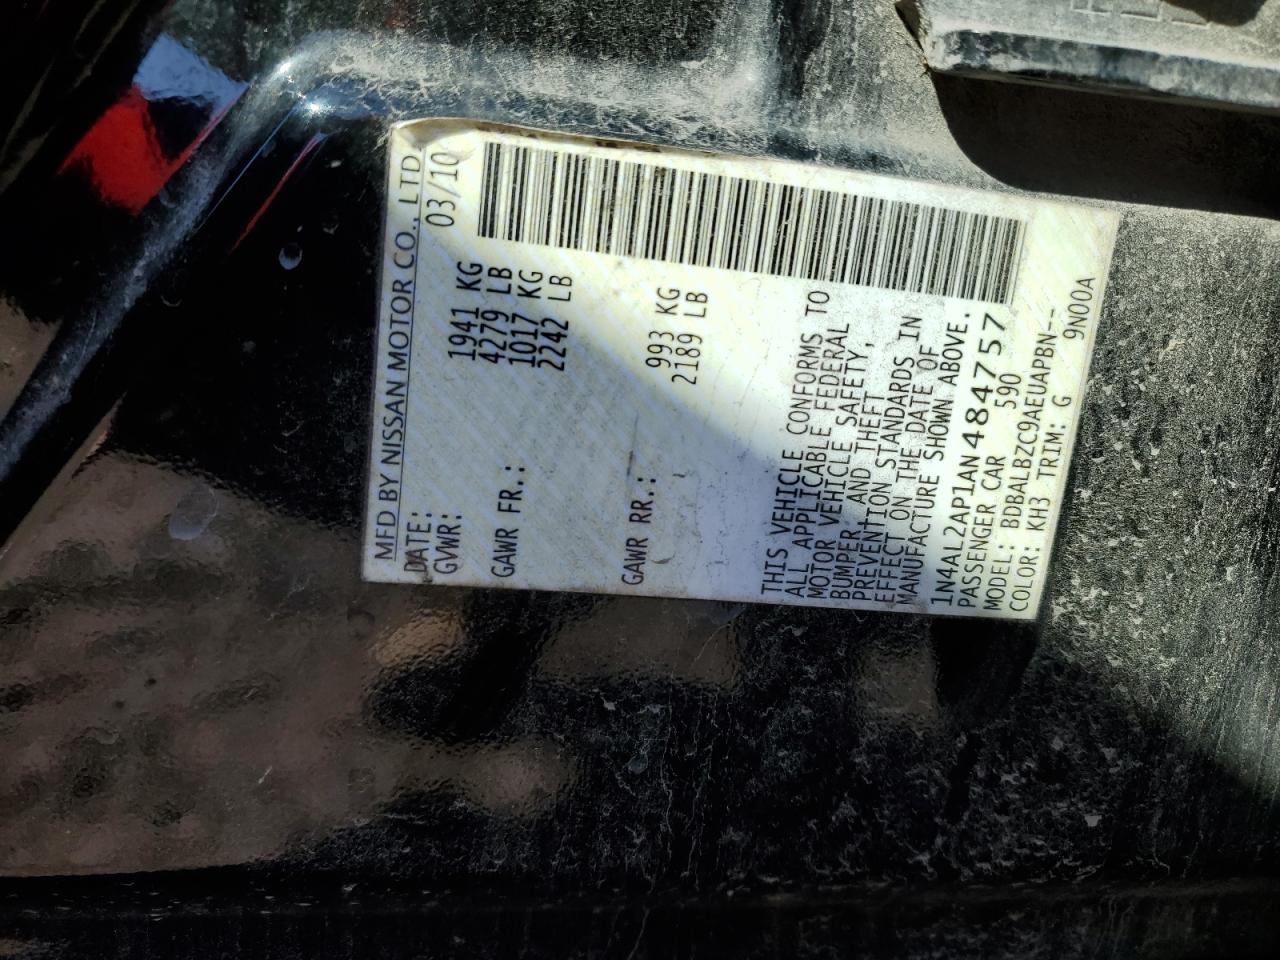 MFD BY NISSAN MOTOR CO., LTD
DATE: 03/10
GVWR: 1941 KG
4279 LB
GAWR FR.: 1017 KG
2242 LB
GAWR RR.: 993 KG
2189 LB
THIS VEHICLE CONFORMS TO
ALL APPLICABLE FEDERAL
MOTOR VEHICLE SAFETY,
BUMPER AND THEFT
PREVENTION STANDARDS IN
EFFECT ON THE DATE OF
MANUFACTURE SHOWN ABOVE.
1N4AL2AP1AN484757
PASSENGER CAR 590
MODEL: BDBALBZC9AEUAPBN--
COLOR: KH3 TRIM: G 9N00A